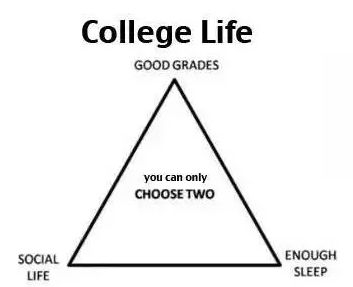 College Life
GOOD GRADES
you can only
CHOOSE TWO
SOCIAL
LIFE
ENOUGH
SLEEP